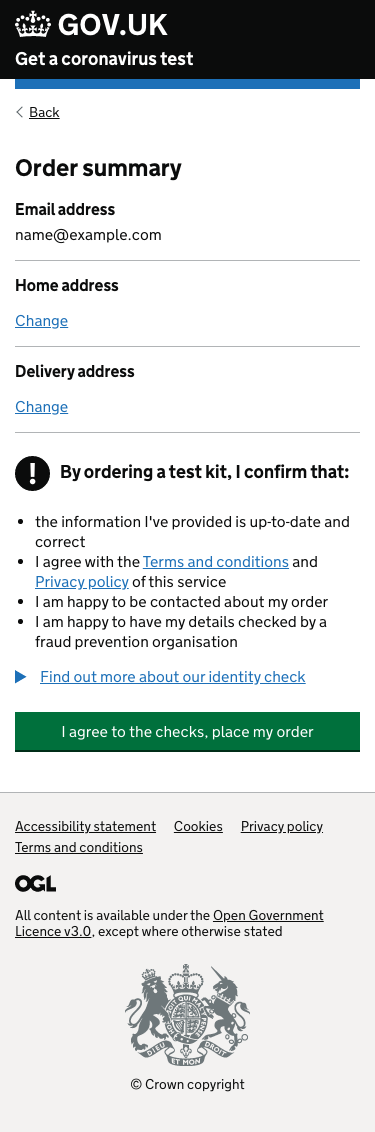 GOV.UK
Get a coronavirus test
Back
Order summary
Email address
name@example.com
Home address
Change
Delivery address
Change
! By ordering a test kit, I confirm that:
• the information I've provided is up-to-date and
correct
• I agree with the Terms and conditions and
Privacy policy of this service
• I am happy to be contacted about my order
• I am happy to have my details checked by a
fraud prevention organisation
Find out more about our identity check
I agree to the checks, place my order
Accessibility statement Cookies Privacy policy
Terms and conditions
OGL
All content is available under the Open Government
Licence v3.0, except where otherwise stated
DIEU ET MON DROIT
© Crown copyright